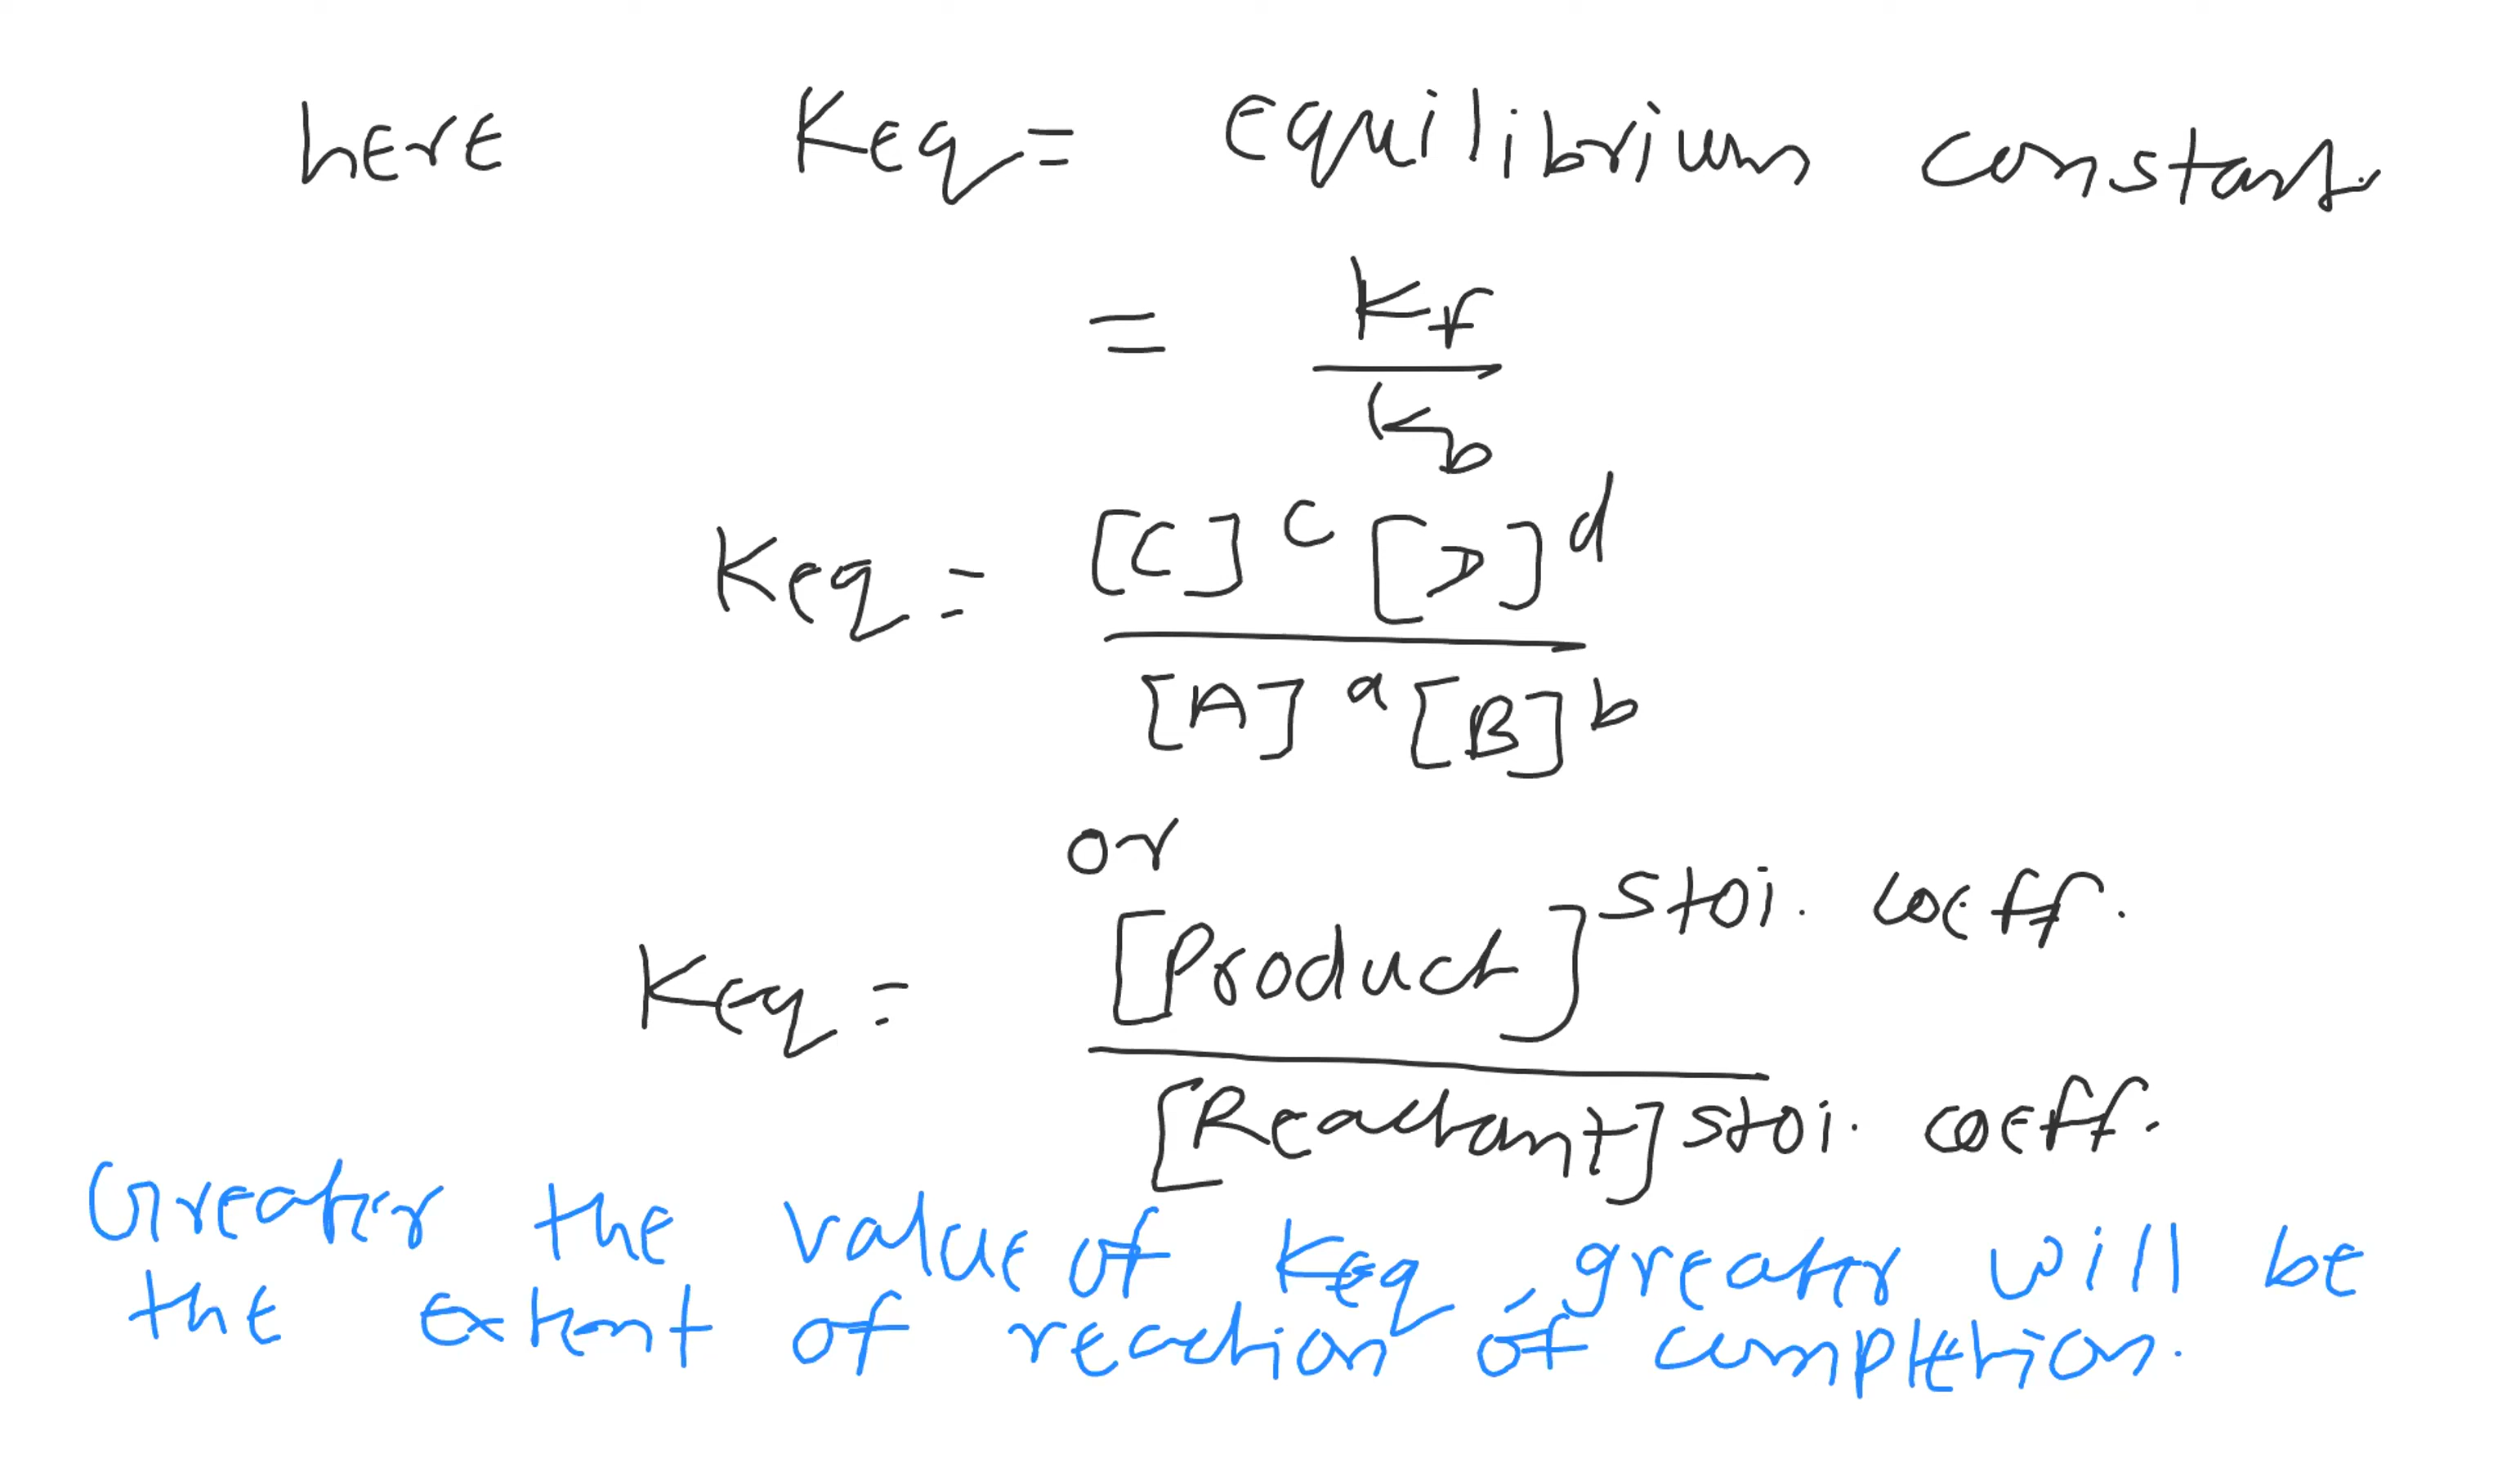 here Keq = Equilibrium constant.
= Kf / Kb
Keq = [C]^c [D]^d / [A]^a [B]^b
or
Keq = [Product]^stoi. coeff. / [Reactant]^stoi. coeff.
Greater the value of Keq, greater will be
the extent of reaction of completion.